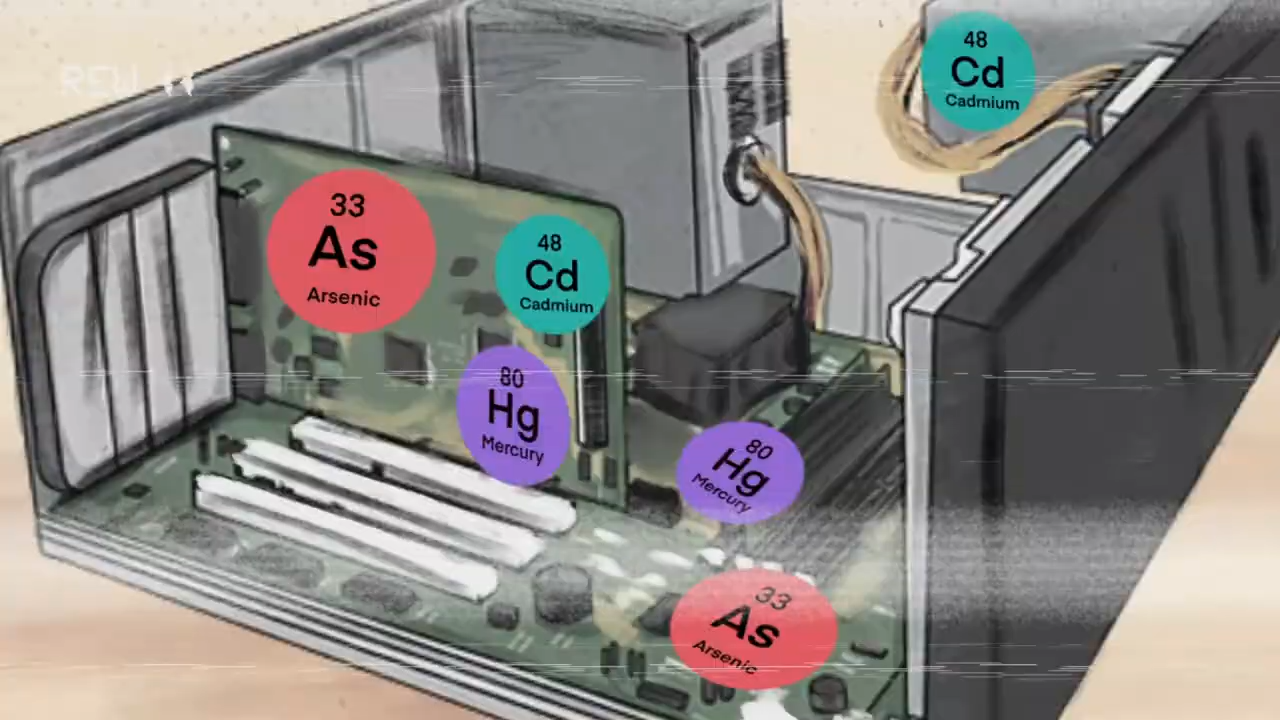 48
Cd
Cadmium
33
As
Arsenic
48
Cd
Cadmium
80
Hg
Mercury
80
Hg
Mercury
33
As
Arsenic